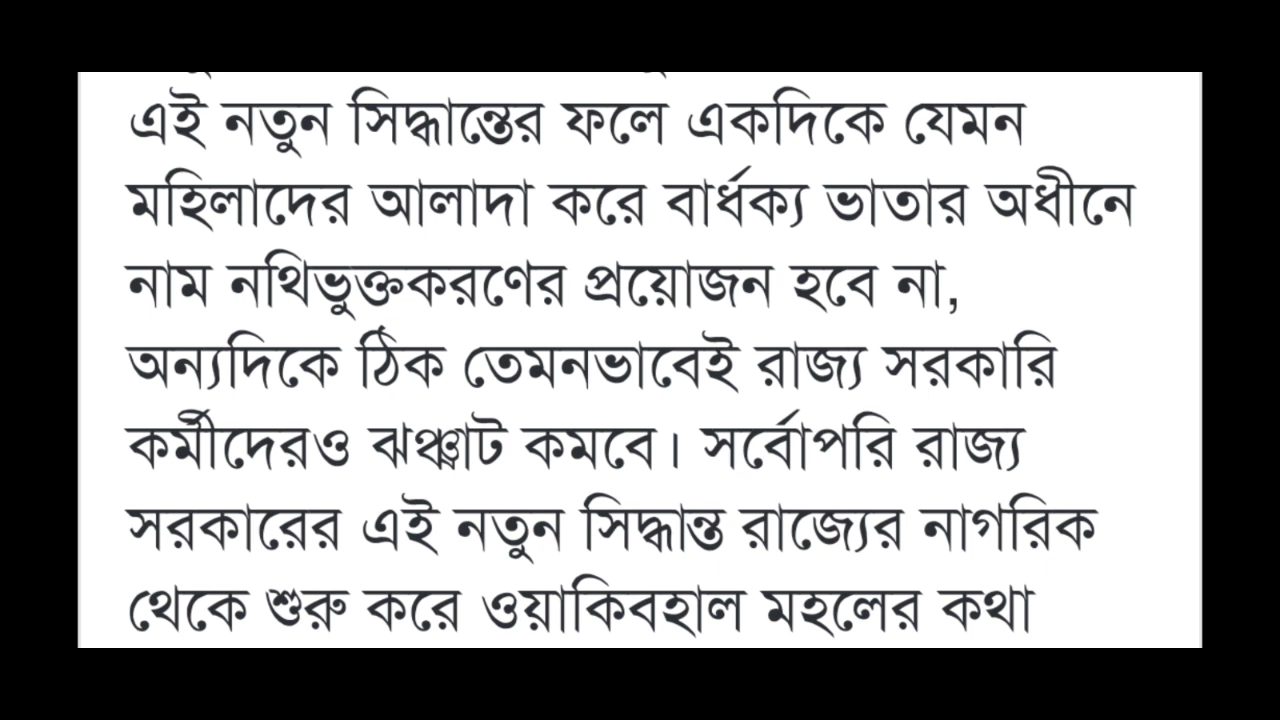 এই নতুন সিদ্ধান্তের ফলে একদিকে যেমন
মহিলাদের আলাদা করে বার্ধক্য ভাতার অধীনে
নাম নথিভুক্তকরণের প্রয়োজন হবে না,
অন্যদিকে ঠিক তেমনভাবেই রাজ্য সরকারি
কর্মীদেরও ঝঞ্ঝাট কমবে। সর্বোপরি রাজ্য
সরকারের এই নতুন সিদ্ধান্ত রাজ্যের নাগরিক
থেকে শুরু করে ওয়াকিবহাল মহলের কথা